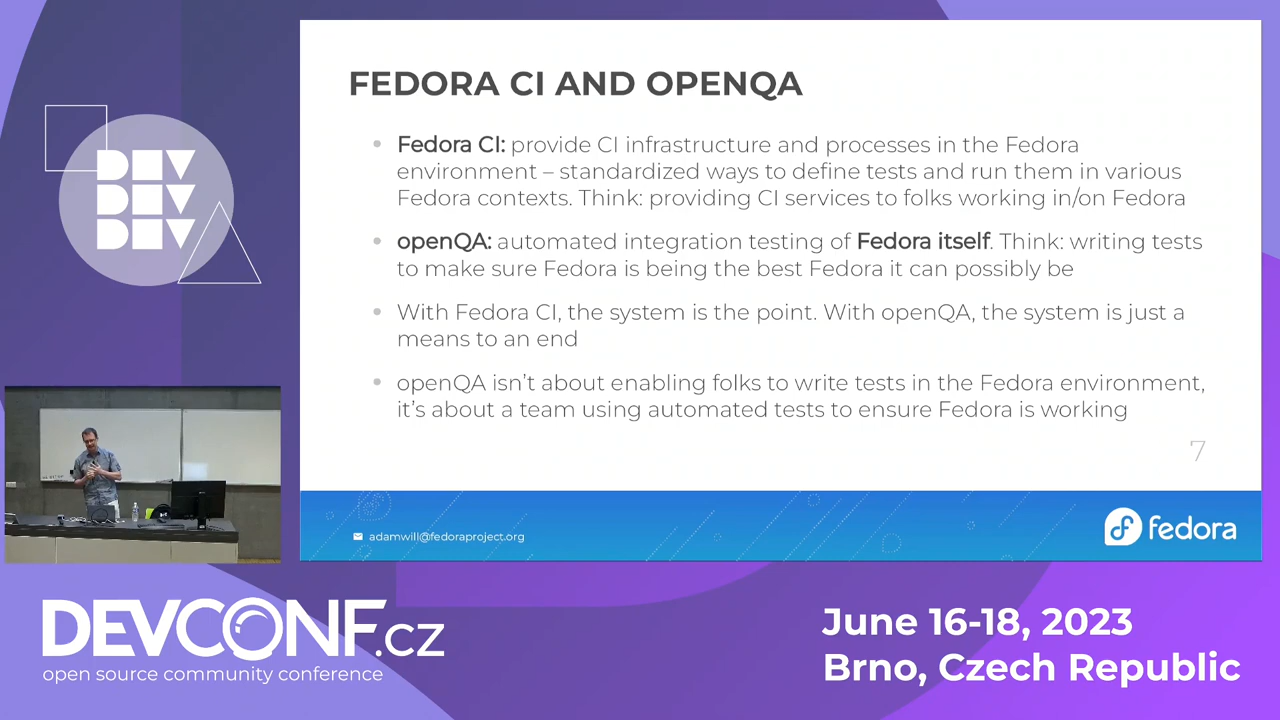 DEV
DEV
DEV
FEDORA CI AND OPENQA
Fedora CI: provide CI infrastructure and processes in the Fedora
environment – standardized ways to define tests and run them in various
Fedora contexts. Think: providing CI services to folks working in/on Fedora
openQA: automated integration testing of Fedora itself. Think: writing tests
to make sure Fedora is being the best Fedora it can possibly be
With Fedora CI, the system is the point. With openQA, the system is just a
means to an end
openQA isn’t about enabling folks to write tests in the Fedora environment,
it’s about a team using automated tests to ensure Fedora is working
7
adamwill@fedoraproject.org
fedora
DEVCONF.cz
open source community conference
June 16-18, 2023
Brno, Czech Republic